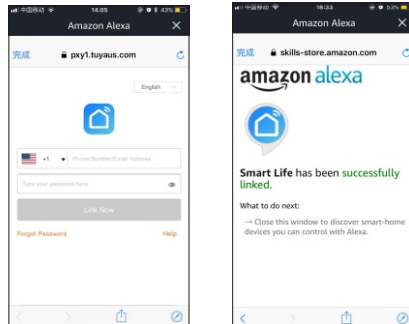 中国移动 14:05 43%
Amazon Alexa ×
完成 pxy1.tuyaus.com
English
+1 Phone Number/Email Address
Type your password here
Link Now
Forgot Password Help
中国移动 18:33 53%
Amazon Alexa ×
完成 skills-store.amazon.com
amazon alexa
Smart Life has been successfully
linked.
What to do next:
→ Close this window to discover smart-home
devices you can control with Alexa.